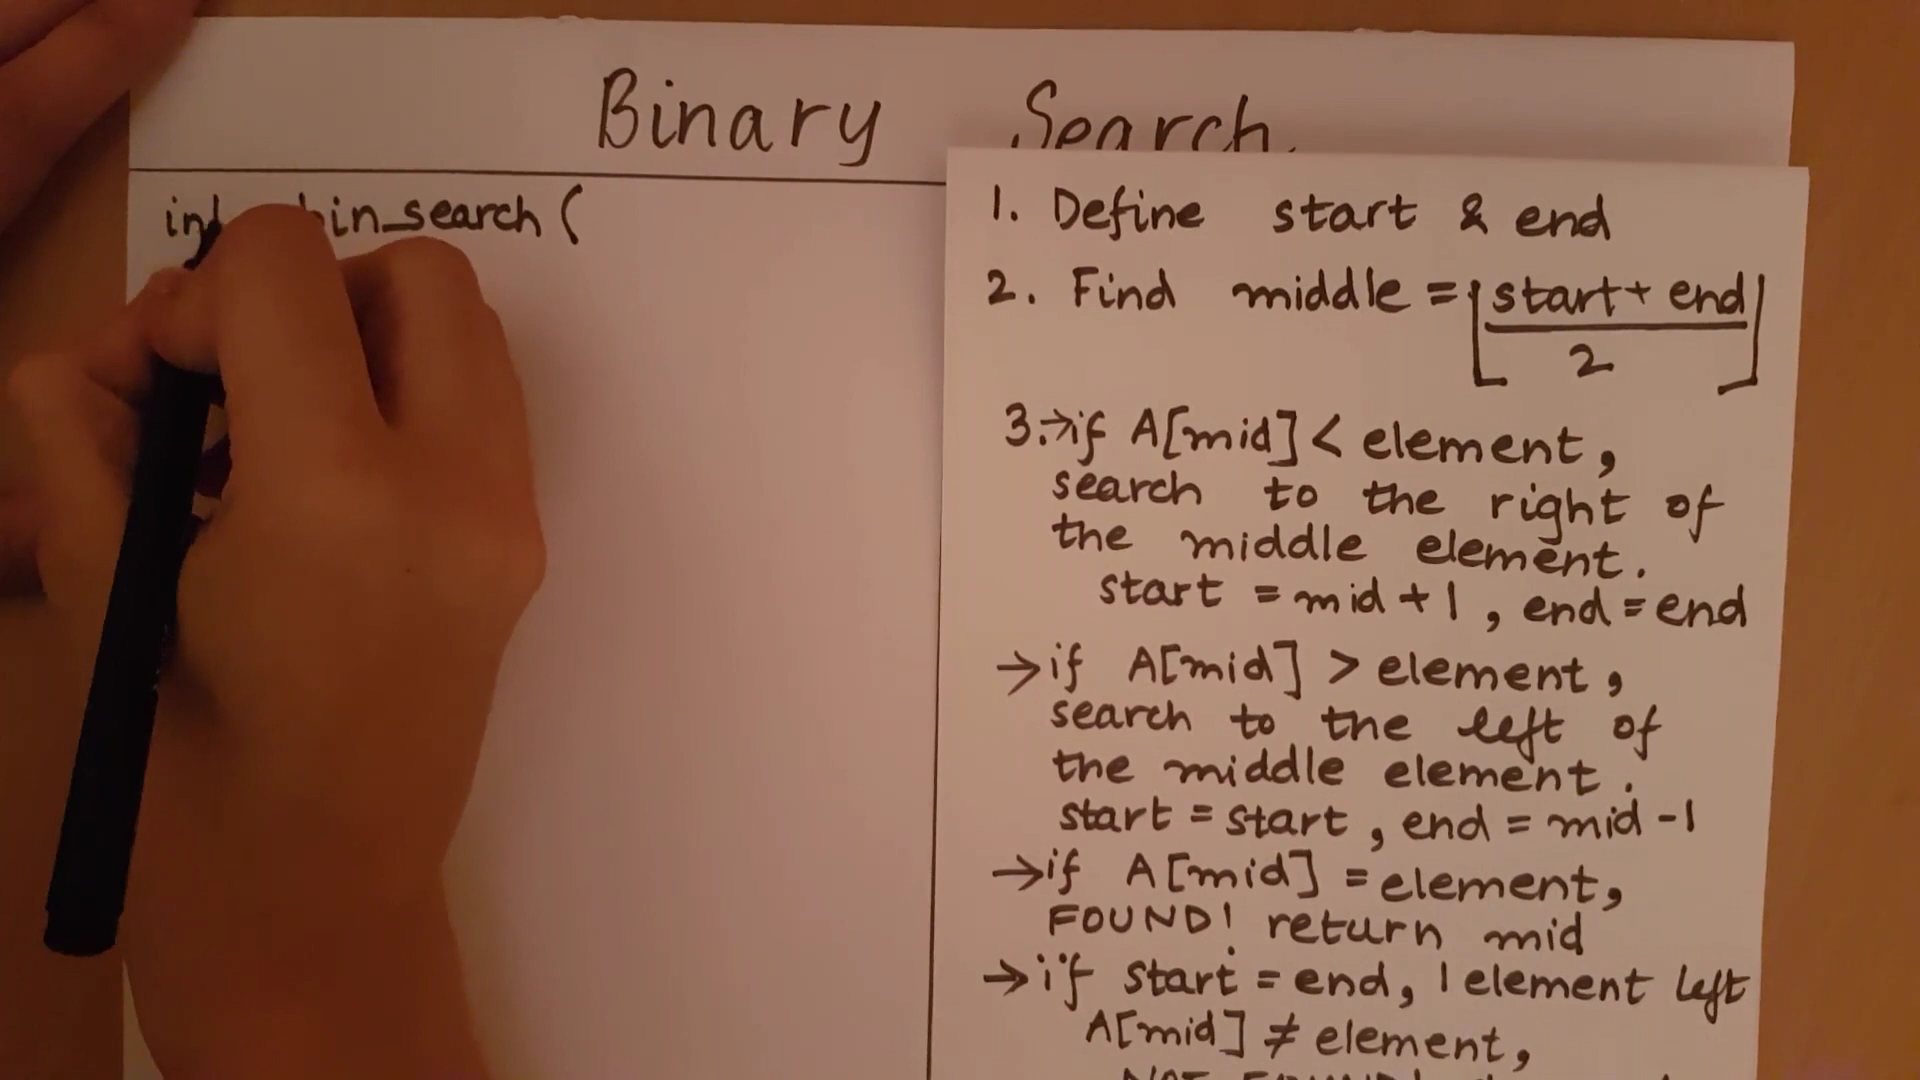 Binary Search
int bin_search (
1. Define start & end
2. Find middle = ⌊start + end
2⌋
3. → if A[mid] < element,
search to the right of
the middle element.
start = mid + 1, end = end
→ if A[mid] > element,
search to the left of
the middle element.
start = start, end = mid - 1
→ if A[mid] = element,
FOUND! return mid
→ if start = end, 1 element left
A[mid] ≠ element,